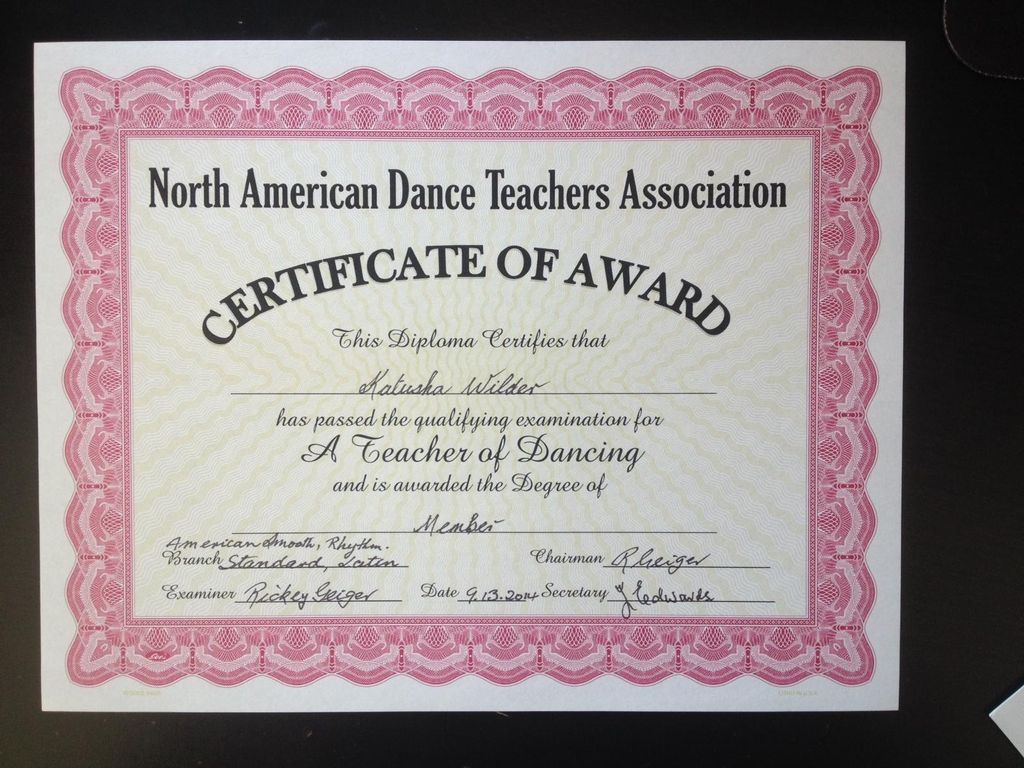 North American Dance Teachers Association
CERTIFICATE OF AWARD
This Diploma Certifies that
Katuska Wilder
has passed the qualifying examination for
A Teacher of Dancing
and is awarded the Degree of
Member
American Smooth, Rhythm.
Branch Standard, Latin
Chairman R Geiger
Examiner Rickey Geiger Date 9.13.2014 Secretary J Edwards